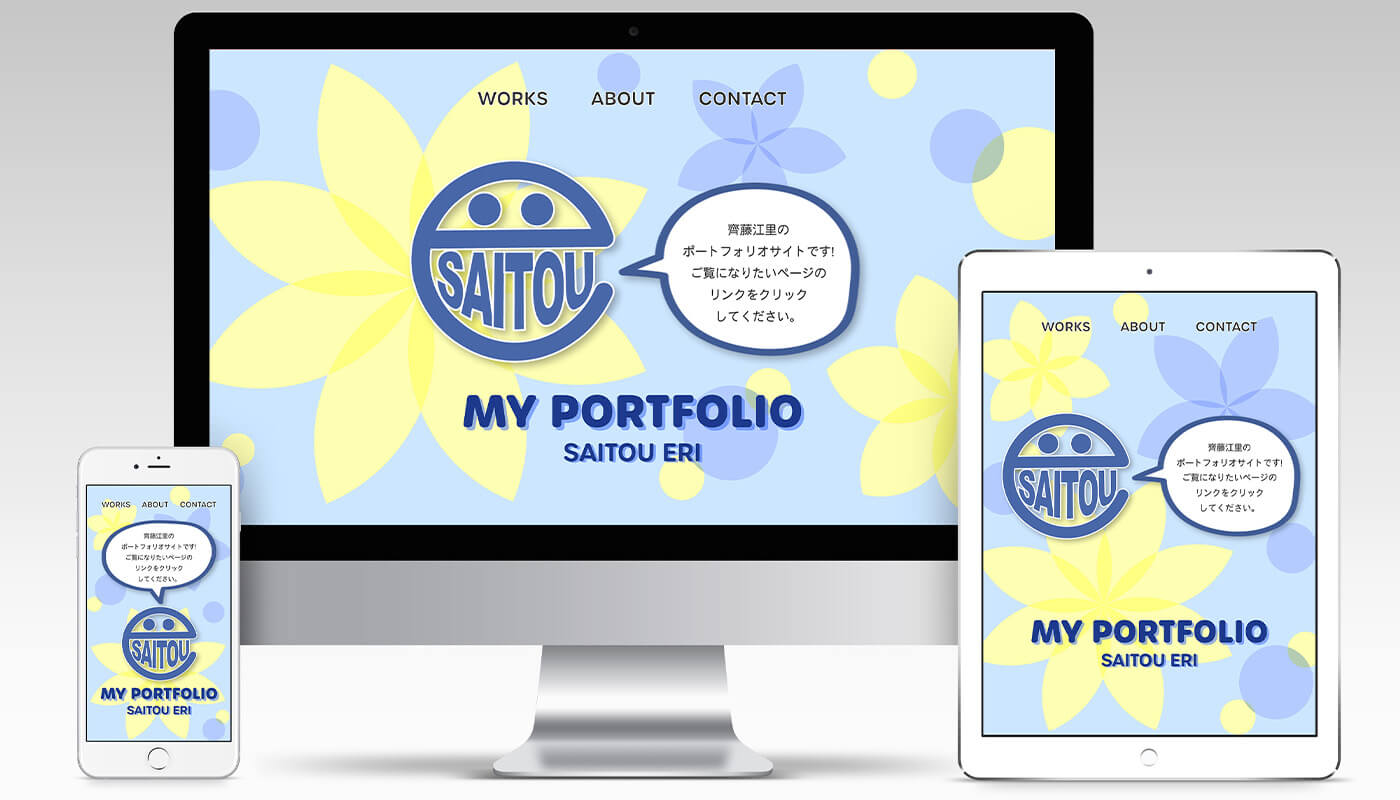 WORKS ABOUT CONTACT
SAITOU
齊藤江里の
ポートフォリオサイトです!
ご覧になりたいページの
リンクをクリック
してください。
MY PORTFOLIO
SAITOU ERI
WORKS ABOUT CONTACT
SAITOU
齊藤江里の
ポートフォリオサイトです!
ご覧になりたいページの
リンクをクリック
してください。
MY PORTFOLIO
SAITOU ERI
WORKS ABOUT CONTACT
齊藤江里の
ポートフォリオサイトです!
ご覧になりたいページの
リンクをクリック
してください。
SAITOU
MY PORTFOLIO
SAITOU ERI